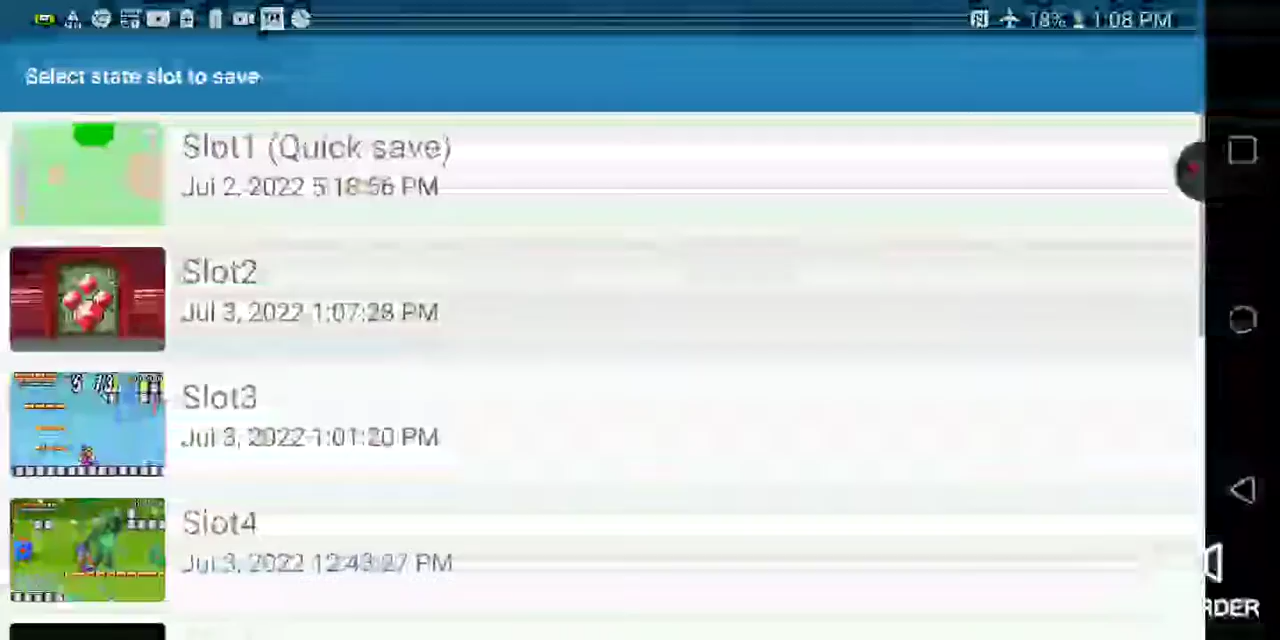 18% 1:08 PM
Select state slot to save
Slot1 (Quick save)
Jul 2, 2022 5:18:56 PM
Slot2
Jul 3, 2022 1:07:28 PM
Slot3
Jul 3, 2022 1:01:20 PM
Slot4
Jul 3, 2022 12:43:27 PM
RDER